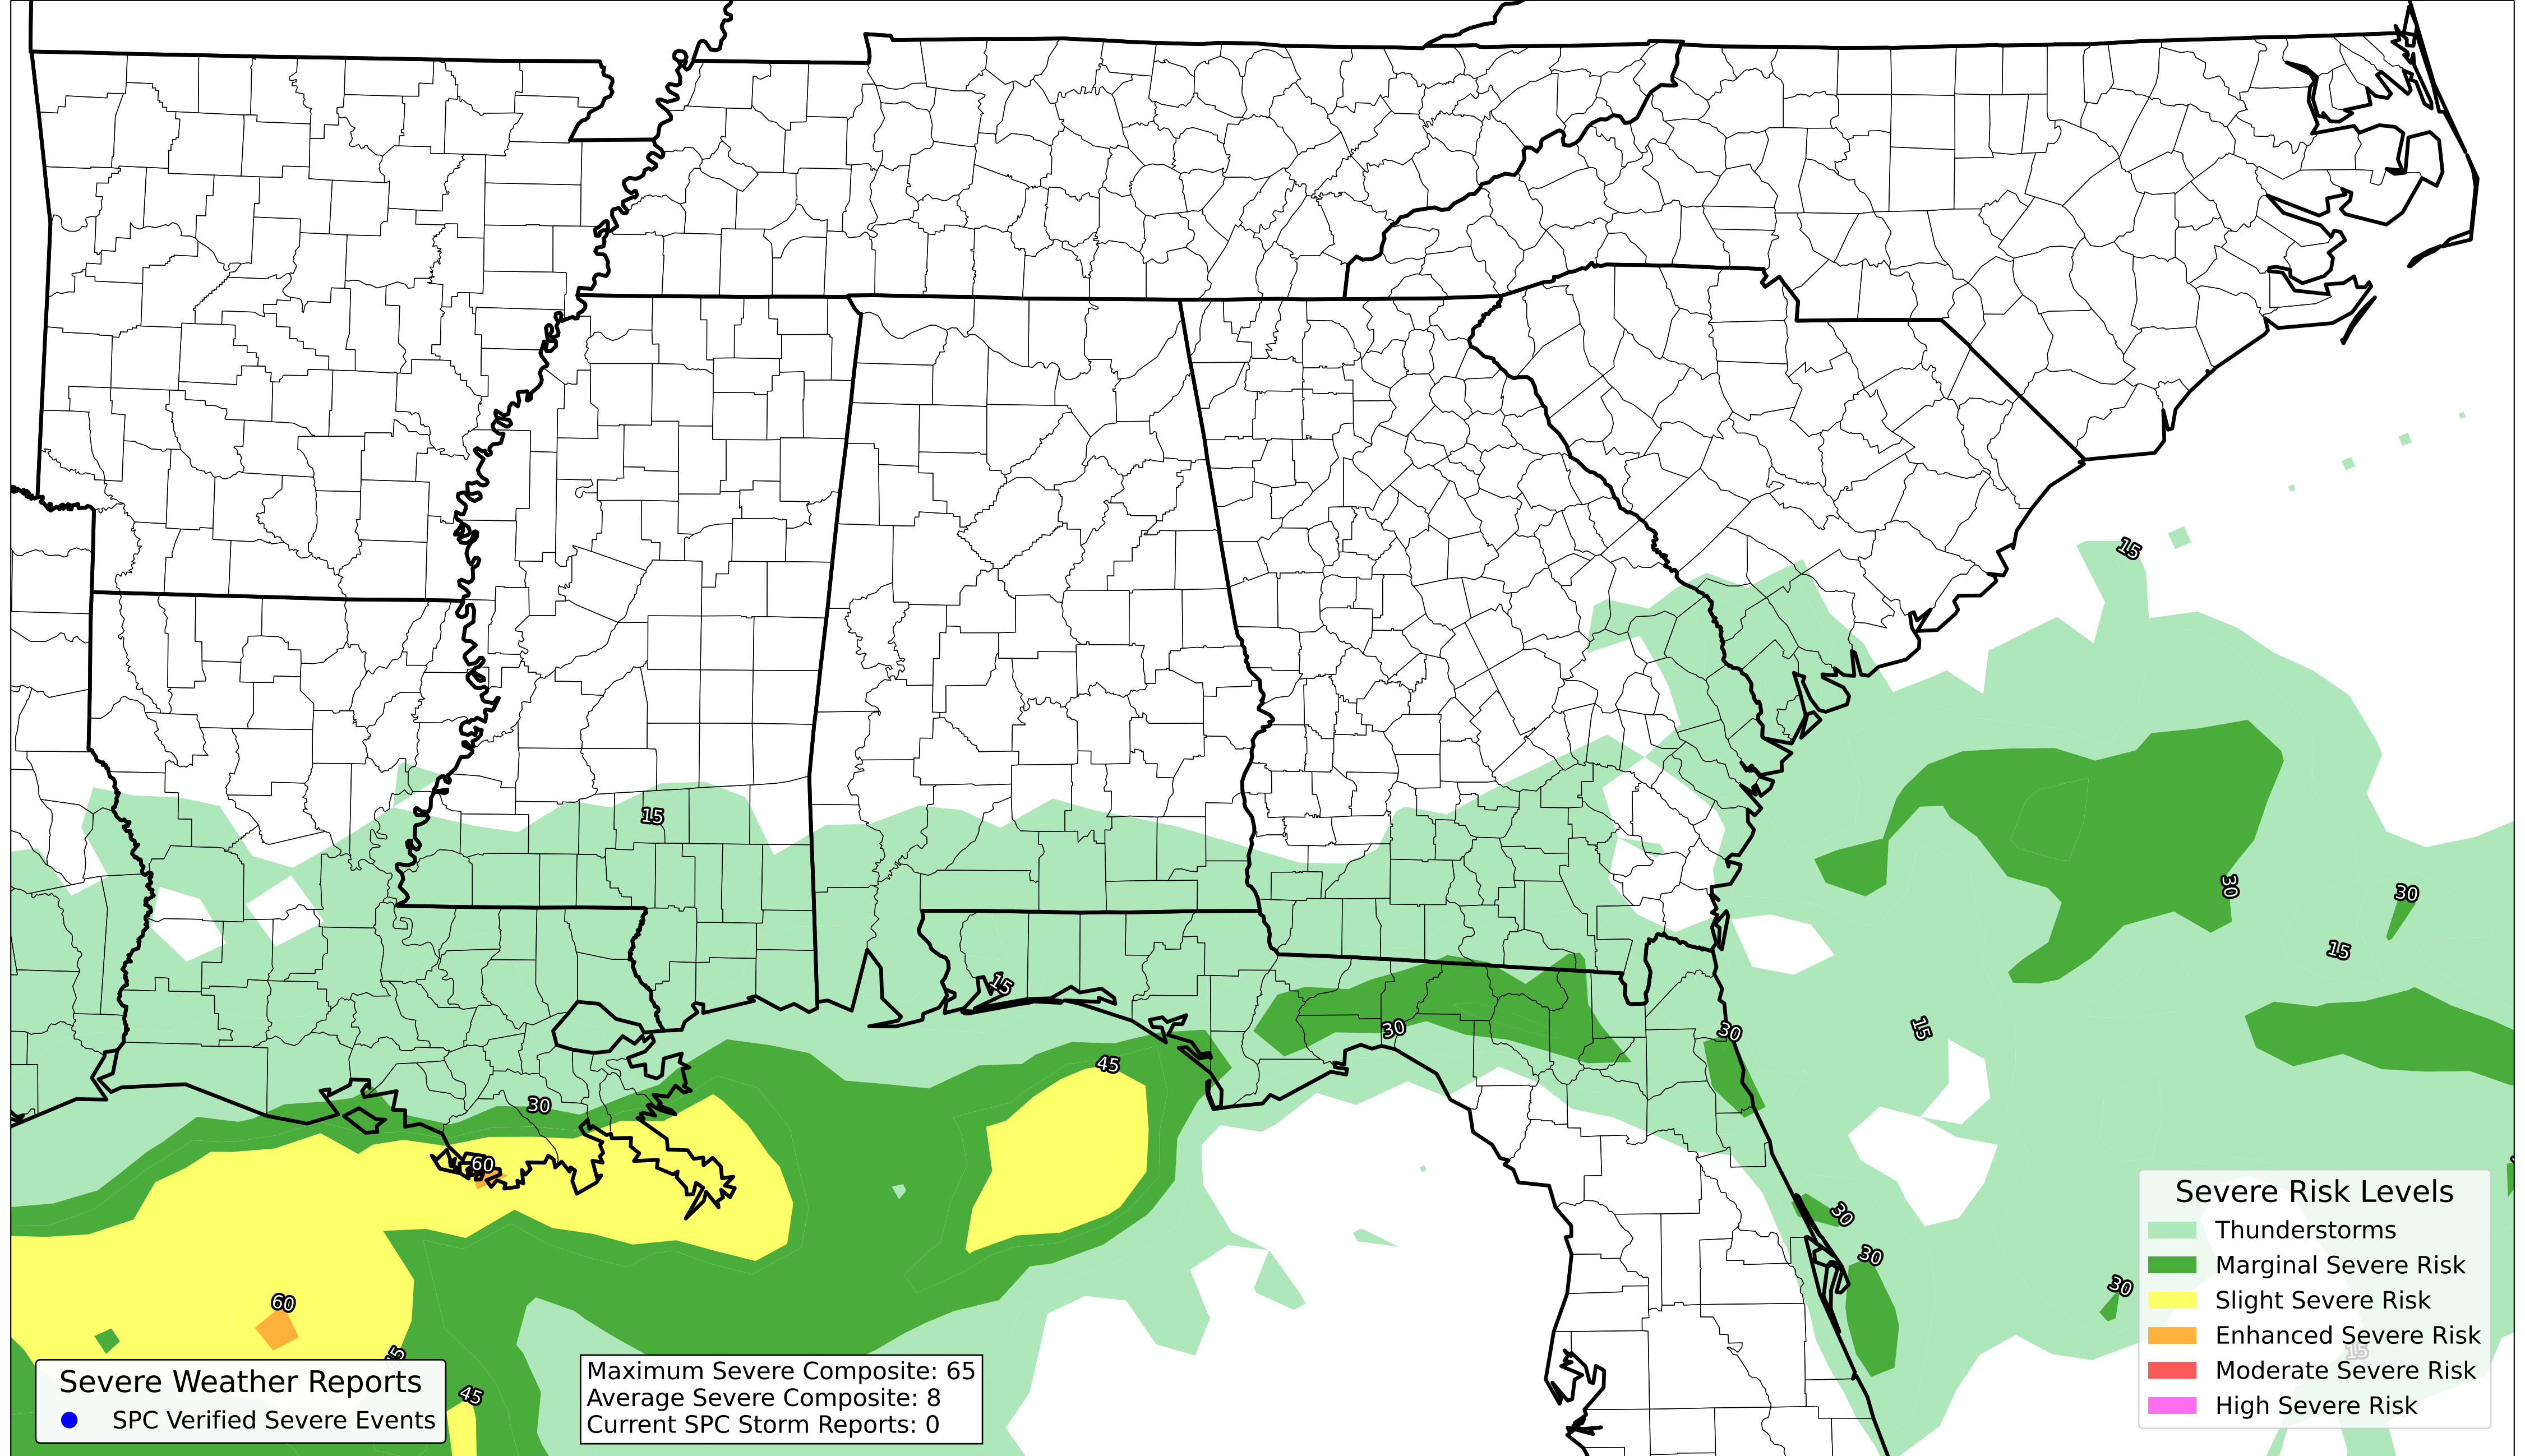 15
15
30
30
15
15
30
15
30
45
30
60
30
30
30
60
45
15
Severe Risk Levels
Thunderstorms
Marginal Severe Risk
Slight Severe Risk
Enhanced Severe Risk
Moderate Severe Risk
High Severe Risk
Severe Weather Reports
SPC Verified Severe Events
Maximum Severe Composite: 65
Average Severe Composite: 8
Current SPC Storm Reports: 0